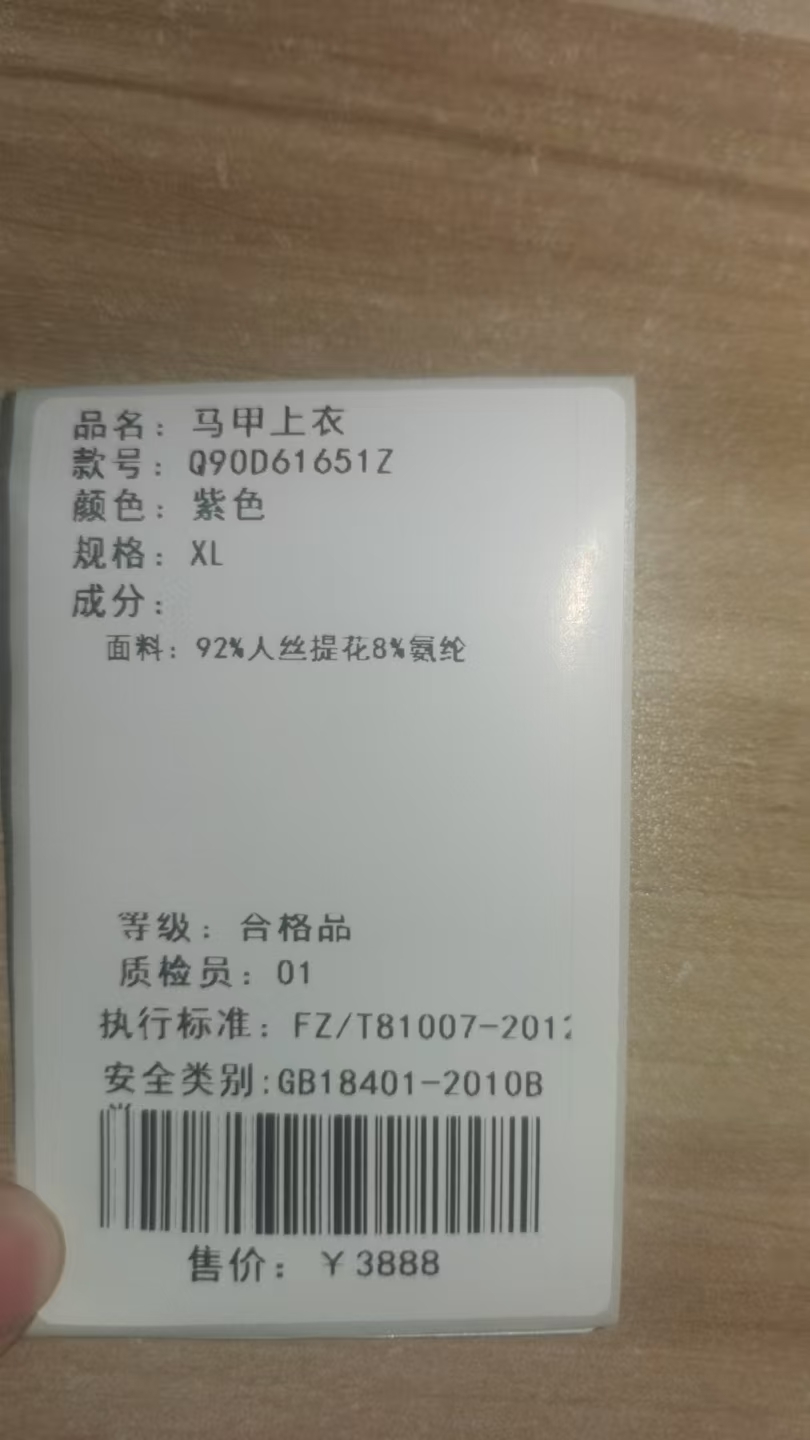 品名：马甲上衣
款号：Q90D61651Z
颜色：紫色
规格：XL
成分：
面料：92%人丝提花8%氨纶
等级：合格品
质检员：01
执行标准：FZ/T81007-2012
安全类别:GB18401-2010B
售价：￥3888